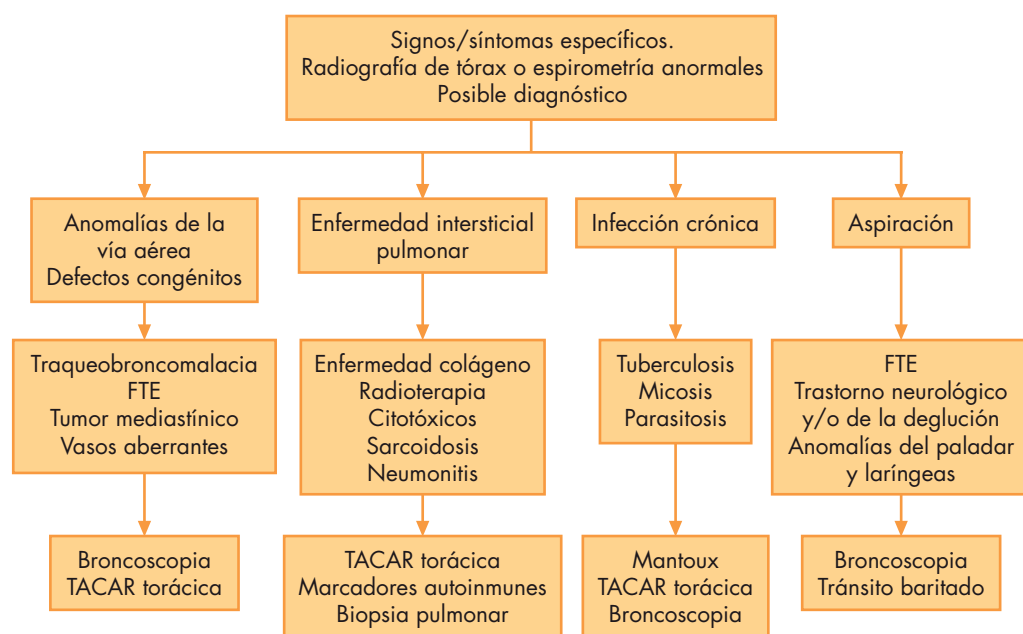 Signos/síntomas específicos.
Radiografía de tórax o espirometría anormales
Posible diagnóstico
Anomalías de la
vía aérea
Defectos congénitos
Enfermedad intersticial
pulmonar
Infección crónica
Aspiración
Traqueobroncomalacia
FTE
Tumor mediastínico
Vasos aberrantes
Enfermedad colágeno
Radioterapia
Citotóxicos
Sarcoidosis
Neumonitis
Tuberculosis
Micosis
Parasitosis
FTE
Trastorno neurológico
y/o de la deglución
Anomalías del paladar
y laríngeas
Broncoscopia
TACAR torácica
TACAR torácica
Marcadores autoinmunes
Biopsia pulmonar
Mantoux
TACAR torácica
Broncoscopia
Broncoscopia
Tránsito baritado